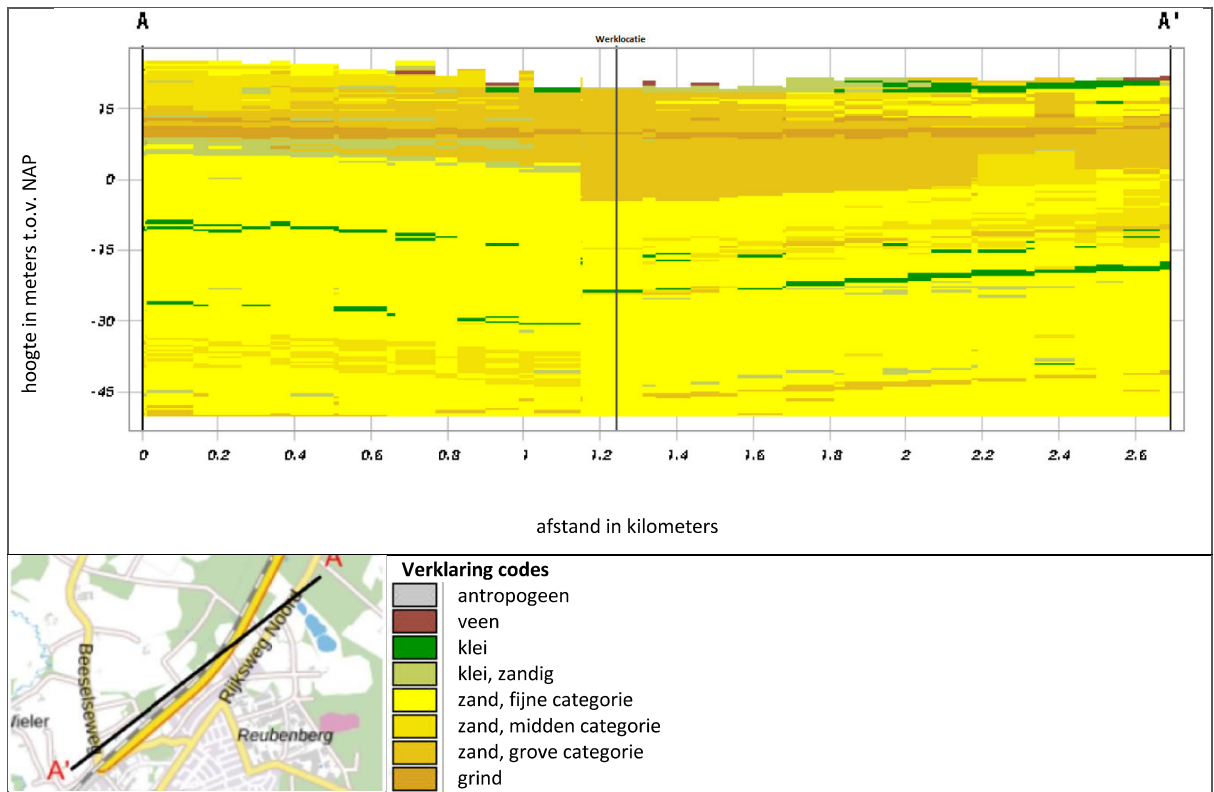 A A'
Werklocatie
hoogte in meters t.o.v. NAP
15
0
-15
-30
-45
0 0.2 0.4 0.6 0.8 1 1.2 1.4 1.6 1.8 2 2.2 2.4 2.6
afstand in kilometers
A
Rijksweg Noord
Beeselseweg
Reubenberg
A'
Verklaring codes
antropogeen
veen
klei
klei, zandig
zand, fijne categorie
zand, midden categorie
zand, grove categorie
grind